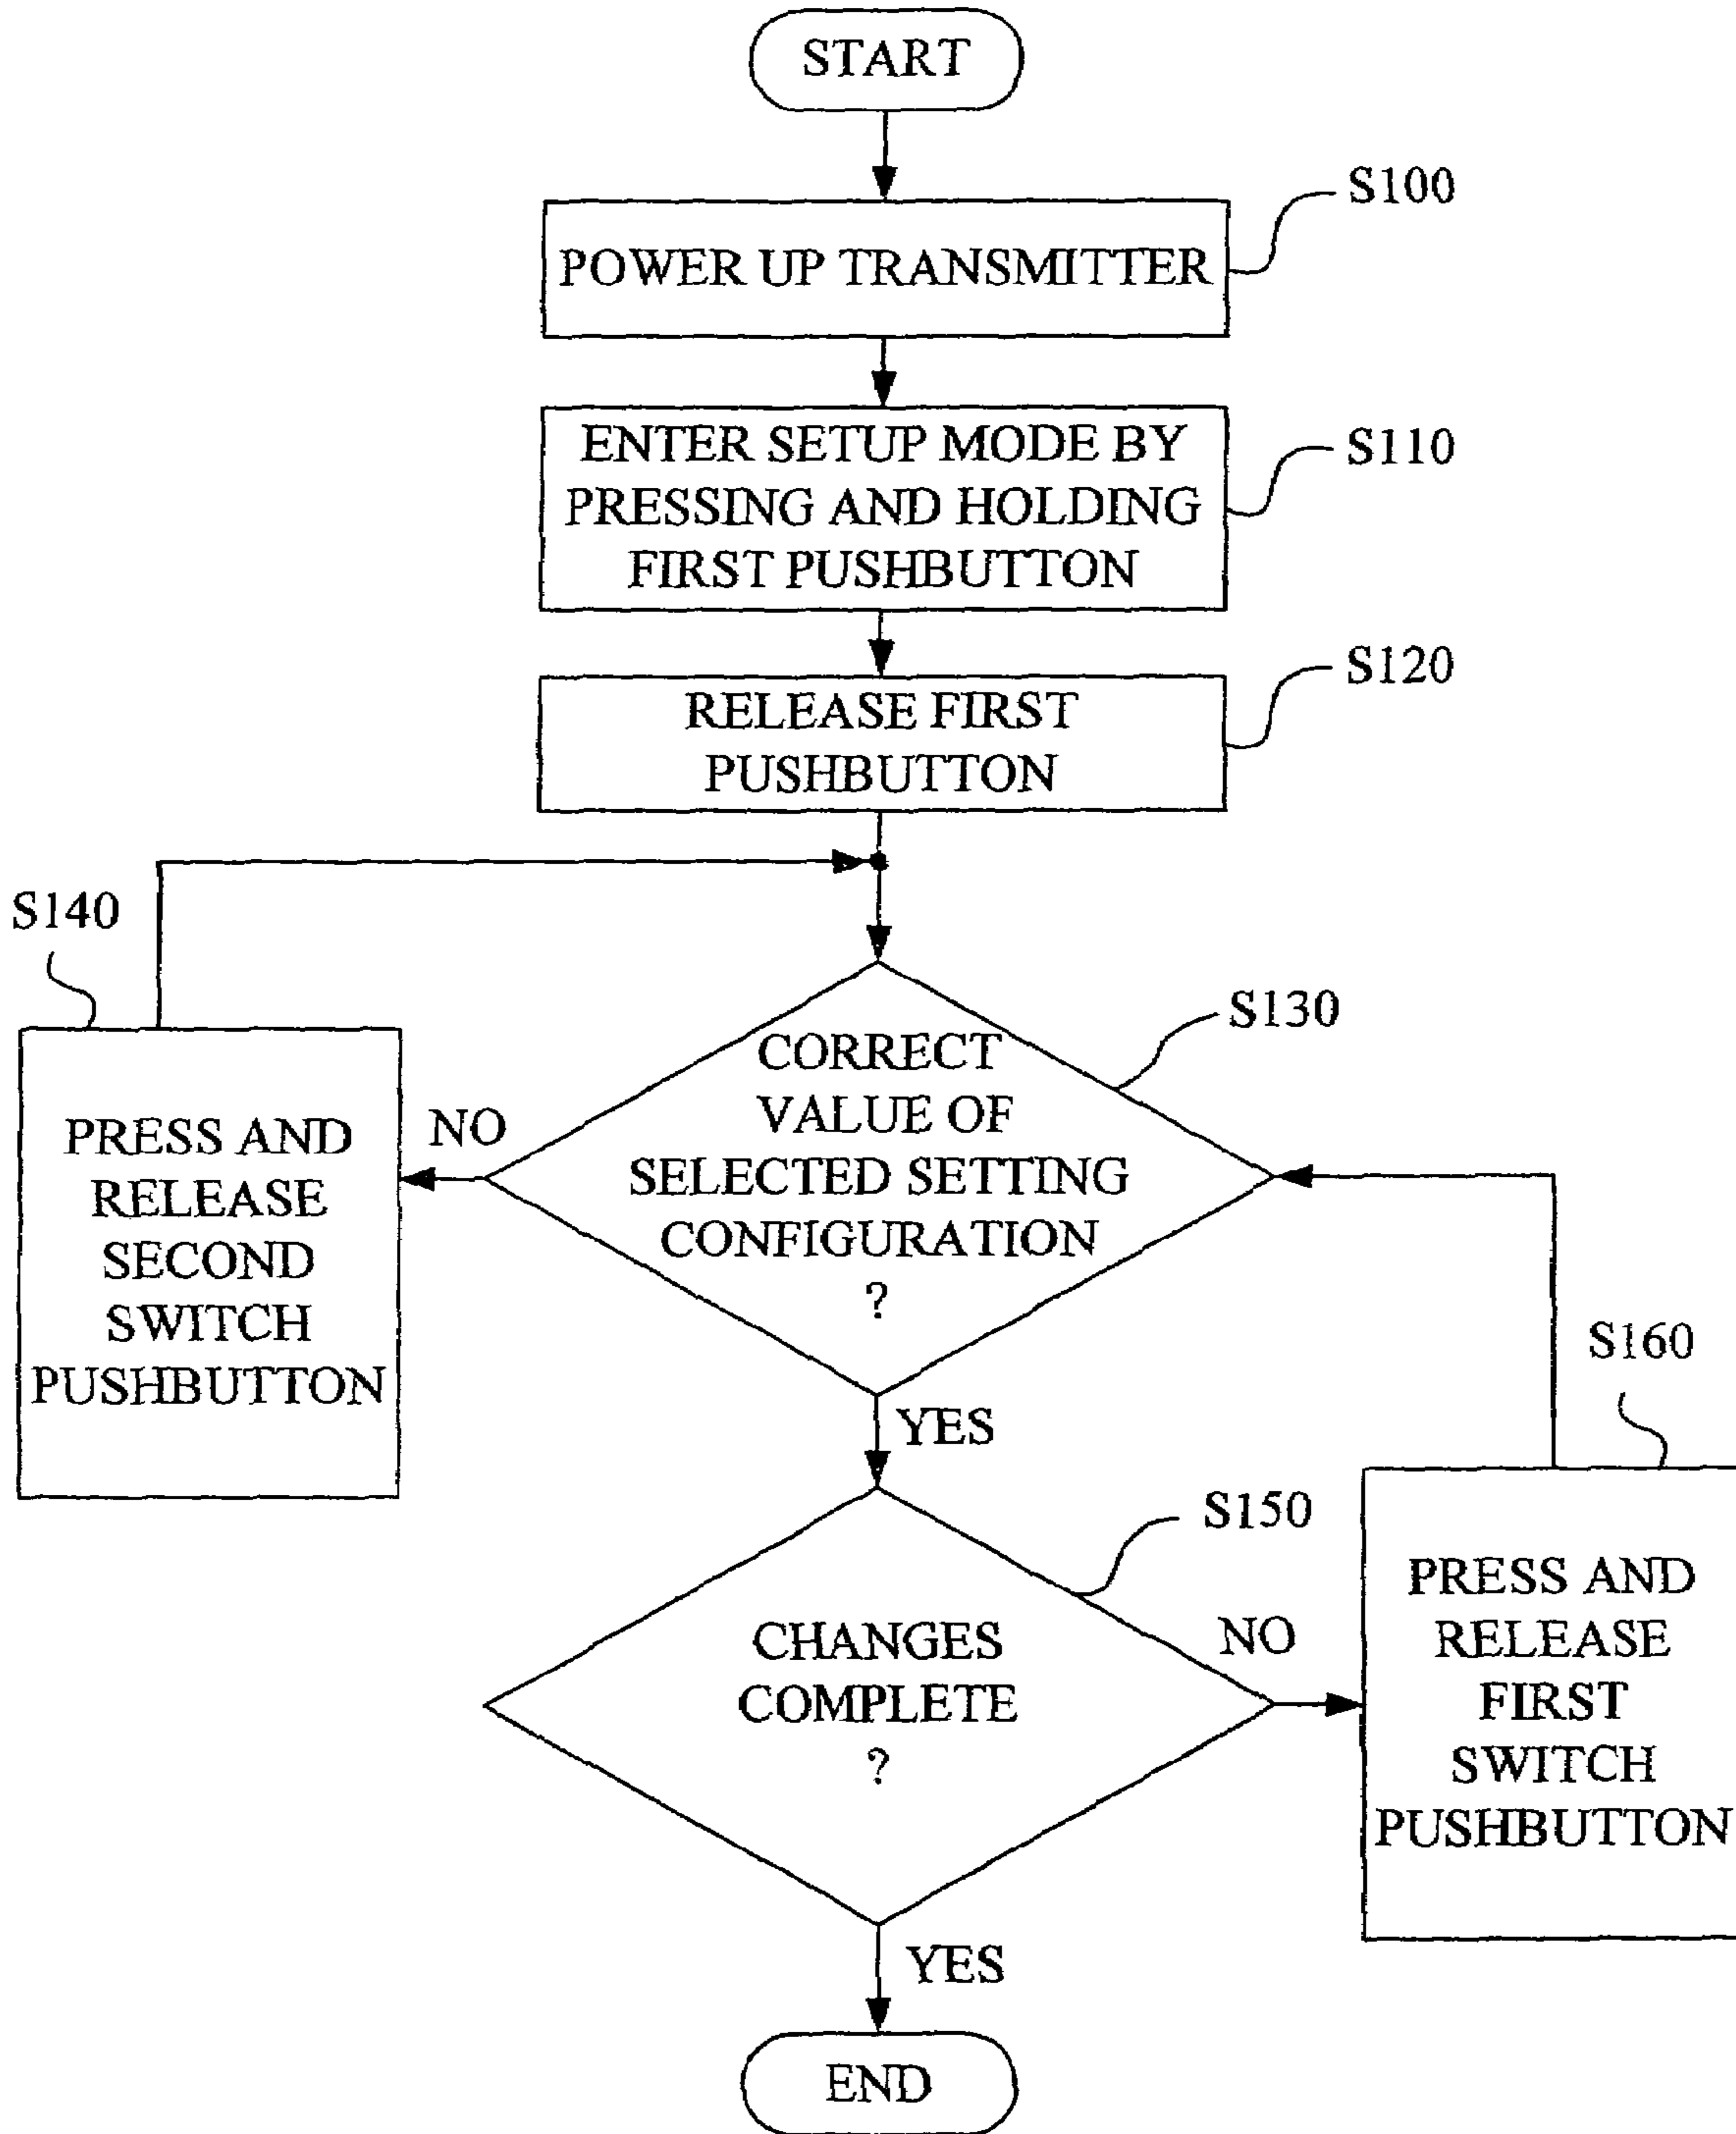 START
S100
POWER UP TRANSMITTER
S110
ENTER SETUP MODE BY
PRESSING AND HOLDING
FIRST PUSHBUTTON
S120
RELEASE FIRST
PUSHBUTTON
S140
PRESS AND
RELEASE
SECOND
SWITCH
PUSHBUTTON
NO
S130
CORRECT
VALUE OF
SELECTED SETTING
CONFIGURATION
?
YES
S150
CHANGES
COMPLETE
?
NO
S160
PRESS AND
RELEASE
FIRST
SWITCH
PUSHBUTTON
YES
END